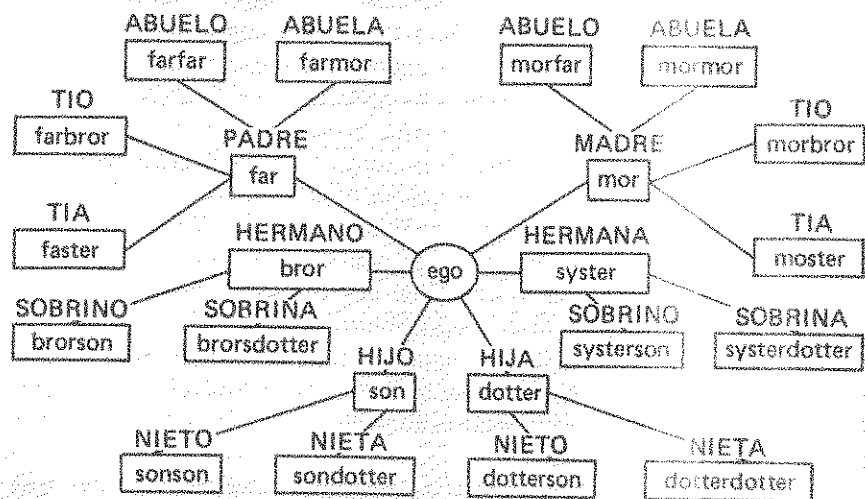 ABUELO ABUELA ABUELO ABUELA
farfar farmor morfar mormor
TIO TIO
farbror PADRE MADRE morbror
far mor
TIA TIA
faster HERMANO HERMANA moster
bror ego syster
SOBRINO SOBRINA SOBRINO SOBRINA
brorson brorsdotter systerson systerdotter
HIJO HIJA
son dotter
NIETO NIETA NIETO NIETA
sonson sondotter dotterson dotterdotter